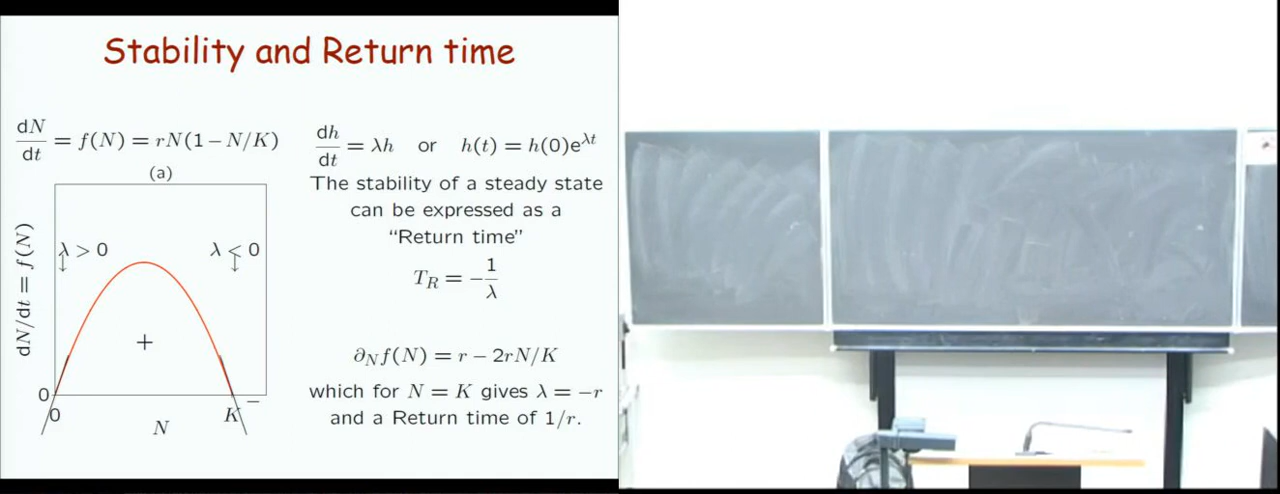 Stability and Return time
dN/dt = f(N) = rN(1−N/K)
dh/dt = λh or h(t) = h(0)e^λt
(a)
The stability of a steady state
can be expressed as a
“Return time”
T_R = −1/λ
∂_N f(N) = r − 2rN/K
which for N = K gives λ = −r
and a Return time of 1/r.
dN/dt = f(N)
λ > 0
λ < 0
+
0
0
K
−
N